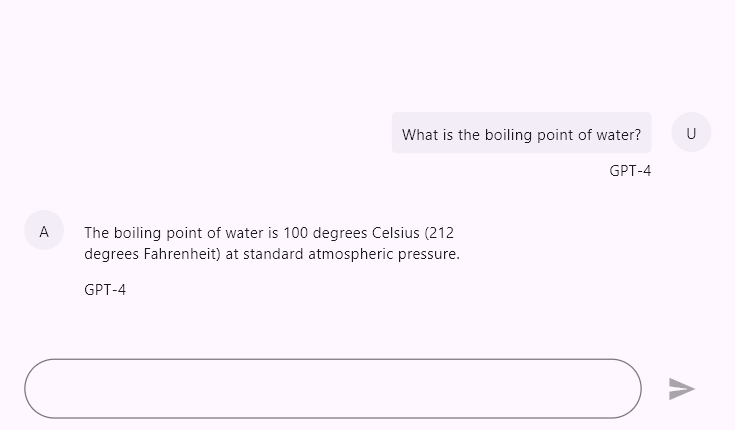 What is the boiling point of water?
U
GPT-4
A
The boiling point of water is 100 degrees Celsius (212
degrees Fahrenheit) at standard atmospheric pressure.
GPT-4